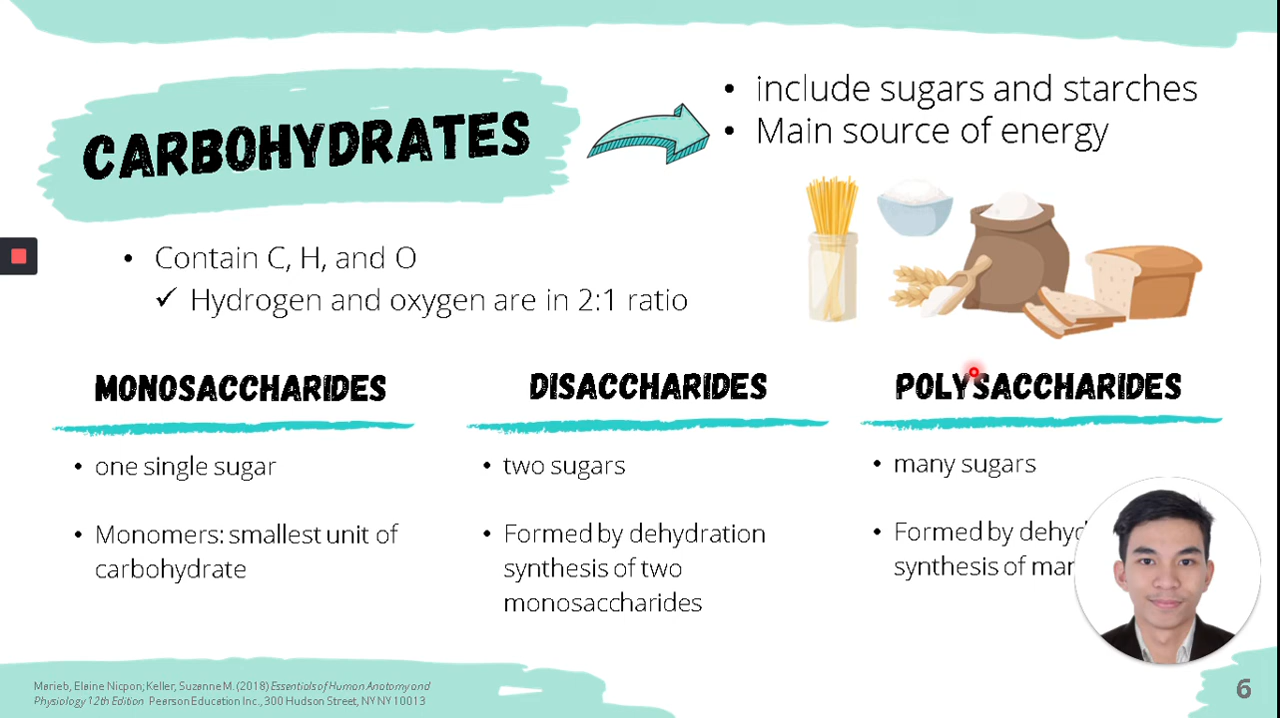 CARBOHYDRATES
• include sugars and starches
• Main source of energy
• Contain C, H, and O
✓ Hydrogen and oxygen are in 2:1 ratio
MONOSACCHARIDES
• one single sugar
• Monomers: smallest unit of
carbohydrate
DISACCHARIDES
• two sugars
• Formed by dehydration
synthesis of two
monosaccharides
POLYSACCHARIDES
• many sugars
• Formed by
synthesis of
Marieb, Elaine Nicpon; Keller, Suzanne M. (2018) Essentials of Human Anatomy and
Physiology 12th Edition Pearson Education Inc., 300 Hudson Street, NY NY 10013
6